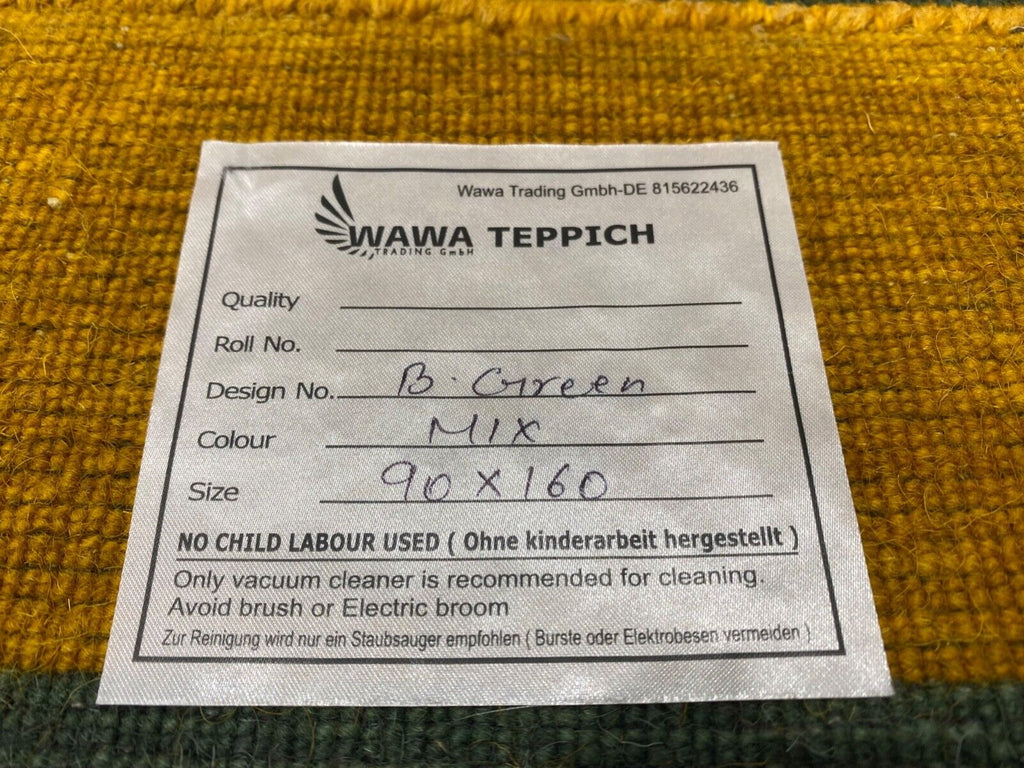 Wawa Trading Gmbh-DE 815622436
WAWA TEPPICH
TRADING GmbH
Quality
Roll No.
Design No. B. Green
Colour MIX
Size 90 X 160
NO CHILD LABOUR USED ( Ohne kinderarbeit hergestellt )
Only vacuum cleaner is recommended for cleaning.
Avoid brush or Electric broom
Zur Reinigung wird nur ein Staubsauger empfohlen ( Burste oder Elektrobesen vermeiden )